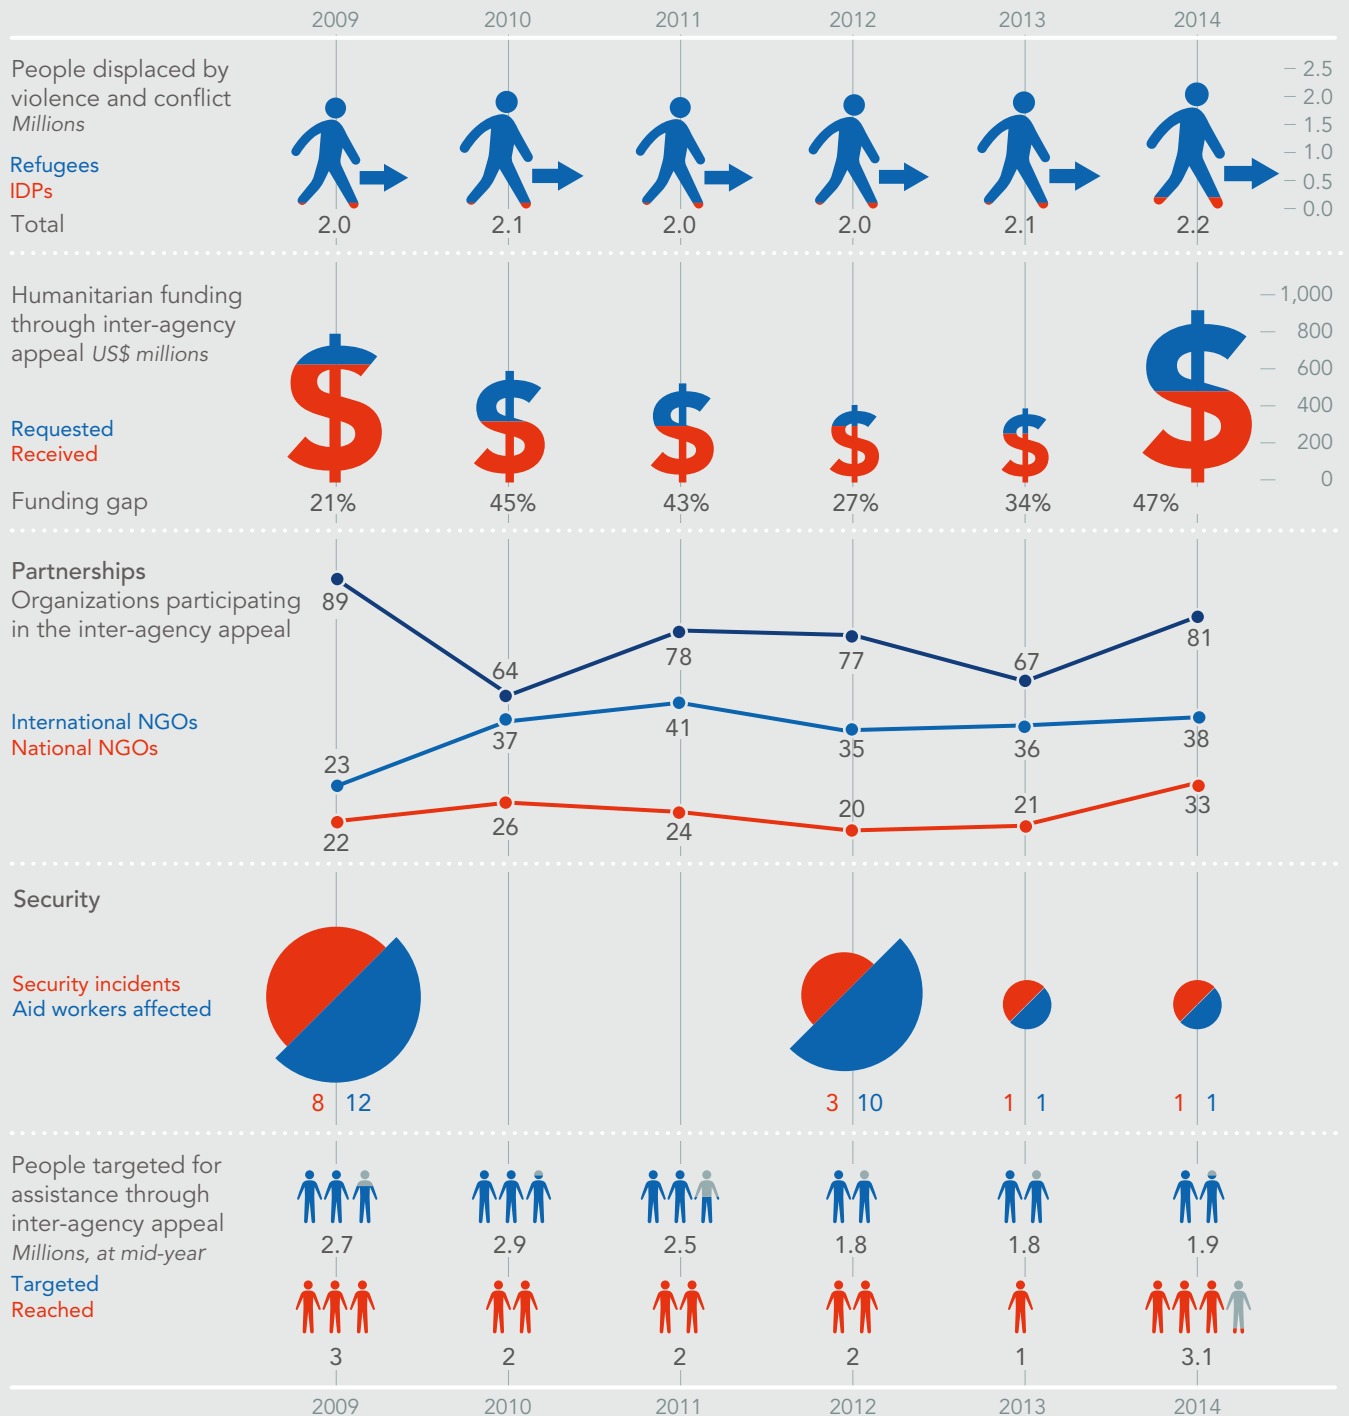 2009 2010 2011 2012 2013 2014
People displaced by
violence and conflict
Millions
Refugees
IDPs
2.5
2.0
1.5
1.0
0.5
0.0
Total 2.0 2.1 2.0 2.0 2.1 2.2
Humanitarian funding
through inter-agency
appeal US$ millions
Requested
Received
1,000
800
600
400
200
0
Funding gap 21% 45% 43% 27% 34% 47%
Partnerships
Organizations participating
in the inter-agency appeal
89 64 78 77 67 81
International NGOs
National NGOs
23 37 41 35 36 38
22 26 24 20 21 33
Security
Security incidents
Aid workers affected
8 12 3 10 1 1 1 1
People targeted for
assistance through
inter-agency appeal
Millions, at mid-year
2.7 2.9 2.5 1.8 1.8 1.9
Targeted
Reached
3 2 2 2 1 3.1
2009 2010 2011 2012 2013 2014